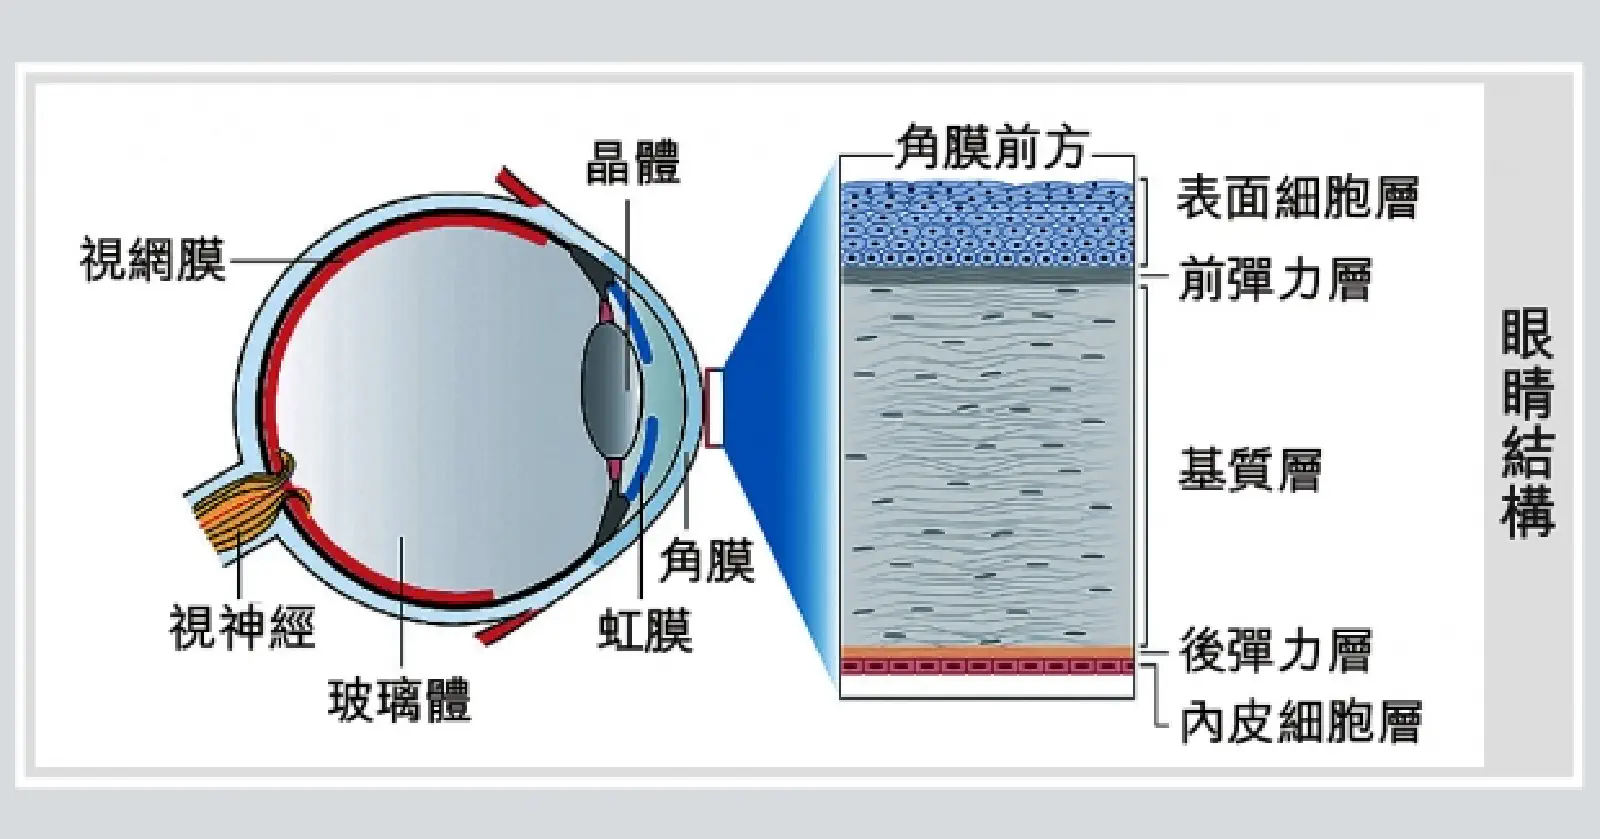 眼睛結構
晶體
視網膜
視神經
玻璃體
虹膜
角膜
角膜前方
表面細胞層
前彈力層
基質層
後彈力層
內皮細胞層